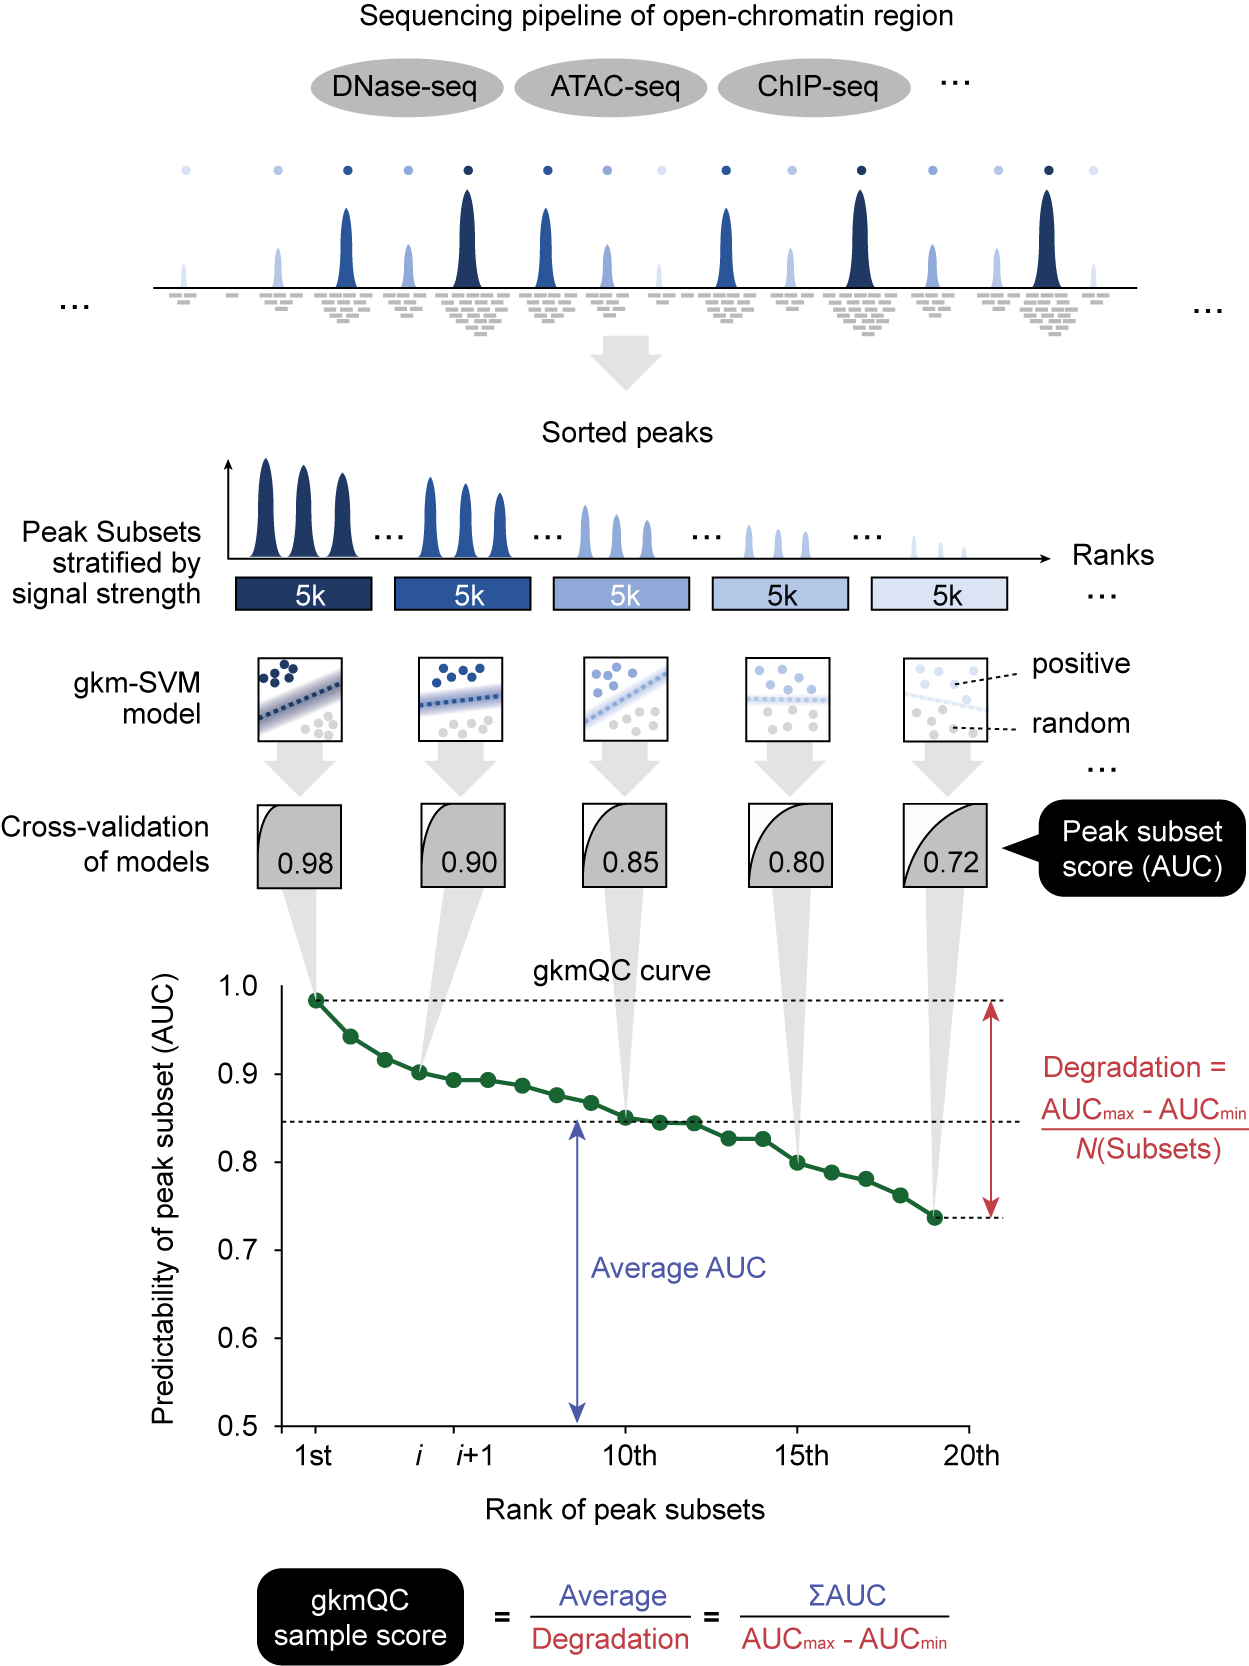 Sequencing pipeline of open-chromatin region
DNase-seq ATAC-seq ChIP-seq ...
... ...
Sorted peaks
Peak Subsets
stratified by
signal strength
... ... ... ...
Ranks
5k 5k 5k 5k 5k ...
gkm-SVM
model
positive
random
...
Cross-validation
of models
0.98 0.90 0.85 0.80 0.72
Peak subset
score (AUC)
gkmQC curve
Predictability of peak subset (AUC)
1.0
0.9
0.8
0.7
0.6
0.5
Degradation =
AUCmax - AUCmin
N(Subsets)
Average AUC
1st i i+1 10th 15th 20th
Rank of peak subsets
gkmQC
sample score
= Average = ΣAUC
Degradation AUCmax - AUCmin